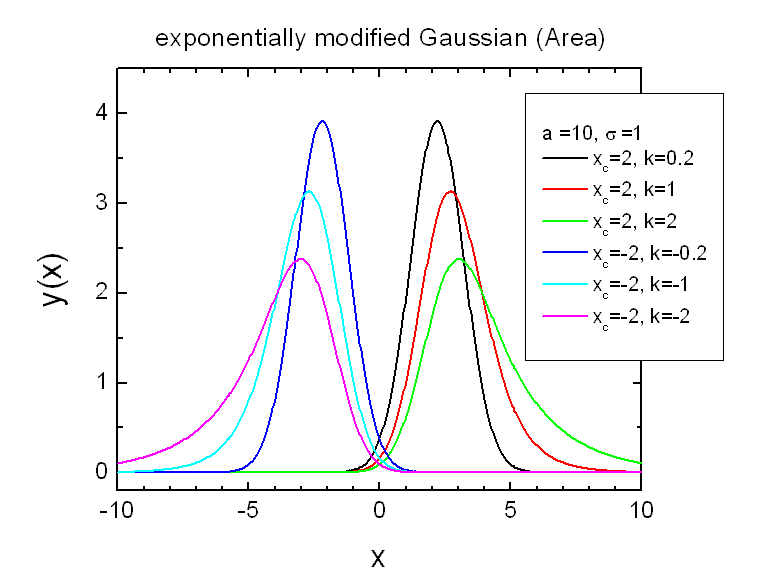 exponentially modified Gaussian (Area)
4
3
2
1
0
-10
-5
0
5
10
y(x)
x
a =10, σ =1
xc=2, k=0.2
xc=2, k=1
xc=2, k=2
xc=-2, k=-0.2
xc=-2, k=-1
xc=-2, k=-2